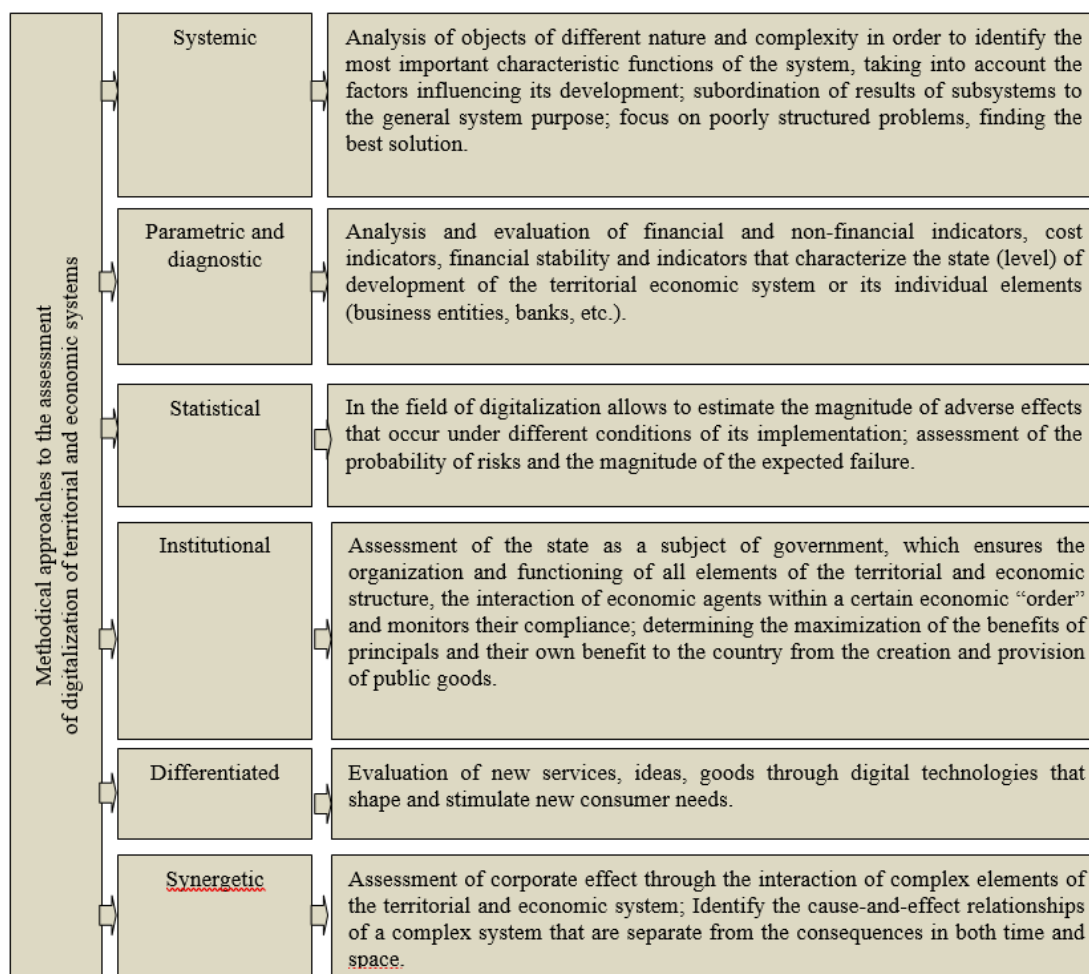 Methodical approaches to the assessment
of digitalization of territorial and economic systems
Systemic
Analysis of objects of different nature and complexity in order to identify the
most important characteristic functions of the system, taking into account the
factors influencing its development; subordination of results of subsystems to
the general system purpose; focus on poorly structured problems, finding the
best solution.
Parametric and
diagnostic
Analysis and evaluation of financial and non-financial indicators, cost
indicators, financial stability and indicators that characterize the state (level) of
development of the territorial economic system or its individual elements
(business entities, banks, etc.).
Statistical
In the field of digitalization allows to estimate the magnitude of adverse effects
that occur under different conditions of its implementation; assessment of the
probability of risks and the magnitude of the expected failure.
Institutional
Assessment of the state as a subject of government, which ensures the
organization and functioning of all elements of the territorial and economic
structure, the interaction of economic agents within a certain economic “order”
and monitors their compliance; determining the maximization of the benefits of
principals and their own benefit to the country from the creation and provision
of public goods.
Differentiated
Evaluation of new services, ideas, goods through digital technologies that
shape and stimulate new consumer needs.
Synergetic
Assessment of corporate effect through the interaction of complex elements of
the territorial and economic system; Identify the cause-and-effect relationships
of a complex system that are separate from the consequences in both time and
space.